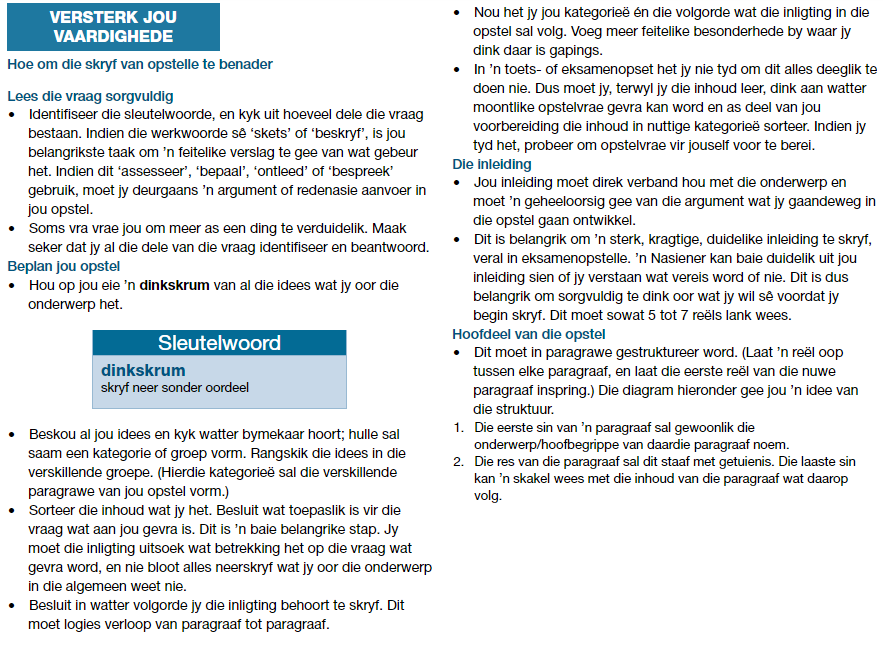 VERSTERK JOU
VAARDIGHEDE
Hoe om die skryf van opstelle te benader
Lees die vraag sorgvuldig
• Identifiseer die sleutelwoorde, en kyk uit hoeveel dele die vraag
bestaan. Indien die werkwoorde sê ‘skets’ of ‘beskryf’, is jou
belangrikste taak om ’n feitelike verslag te gee van wat gebeur
het. Indien dit ‘assesseer’, ‘bepaal’, ‘ontleed’ of ‘bespreek’
gebruik, moet jy deurgaans ’n argument of redenasie aanvoer in
jou opstel.
• Soms vra vrae jou om meer as een ding te verduidelik. Maak
seker dat jy al die dele van die vraag identifiseer en beantwoord.
Beplan jou opstel
• Hou op jou eie ’n dinkskrum van al die idees wat jy oor die
onderwerp het.
Sleutelwoord
dinkskrum
skryf neer sonder oordeel
• Beskou al jou idees en kyk watter bymekaar hoort; hulle sal
saam een kategorie of groep vorm. Rangskik die idees in die
verskillende groepe. (Hierdie kategorieë sal die verskillende
paragrawe van jou opstel vorm.)
• Sorteer die inhoud wat jy het. Besluit wat toepaslik is vir die
vraag wat aan jou gevra is. Dit is ’n baie belangrike stap. Jy
moet die inligting uitsoek wat betrekking het op die vraag wat
gevra word, en nie bloot alles neerskryf wat jy oor die onderwerp
in die algemeen weet nie.
• Besluit in watter volgorde jy die inligting behoort te skryf. Dit
moet logies verloop van paragraaf tot paragraaf.
• Nou het jy jou kategorieë én die volgorde wat die inligting in die
opstel sal volg. Voeg meer feitelike besonderhede by waar jy
dink daar is gapings.
• In ’n toets- of eksamenopset het jy nie tyd om dit alles deeglik te
doen nie. Dus moet jy, terwyl jy die inhoud leer, dink aan watter
moontlike opstelvrae gevra kan word en as deel van jou
voorbereiding die inhoud in nuttige kategorieë sorteer. Indien jy
tyd het, probeer om opstelvrae vir jouself voor te berei.
Die inleiding
• Jou inleiding moet direk verband hou met die onderwerp en
moet ’n geheeloorsig gee van die argument wat jy gaandeweg in
die opstel gaan ontwikkel.
• Dit is belangrik om ’n sterk, kragtige, duidelike inleiding te skryf,
veral in eksamenopstelle. ’n Nasiener kan baie duidelik uit jou
inleiding sien of jy verstaan wat vereis word of nie. Dit is dus
belangrik om sorgvuldig te dink oor wat jy wil sê voordat jy
begin skryf. Dit moet sowat 5 tot 7 reëls lank wees.
Hoofdeel van die opstel
• Dit moet in paragrawe gestruktureer word. (Laat ’n reël oop
tussen elke paragraaf, en laat die eerste reël van die nuwe
paragraaf inspring.) Die diagram hieronder gee jou ’n idee van
die struktuur.
1. Die eerste sin van ’n paragraaf sal gewoonlik die
onderwerp/hoofbegrippe van daardie paragraaf noem.
2. Die res van die paragraaf sal dit staaf met getuienis. Die laaste sin
kan ’n skakel wees met die inhoud van die paragraaf wat daarop
volg.